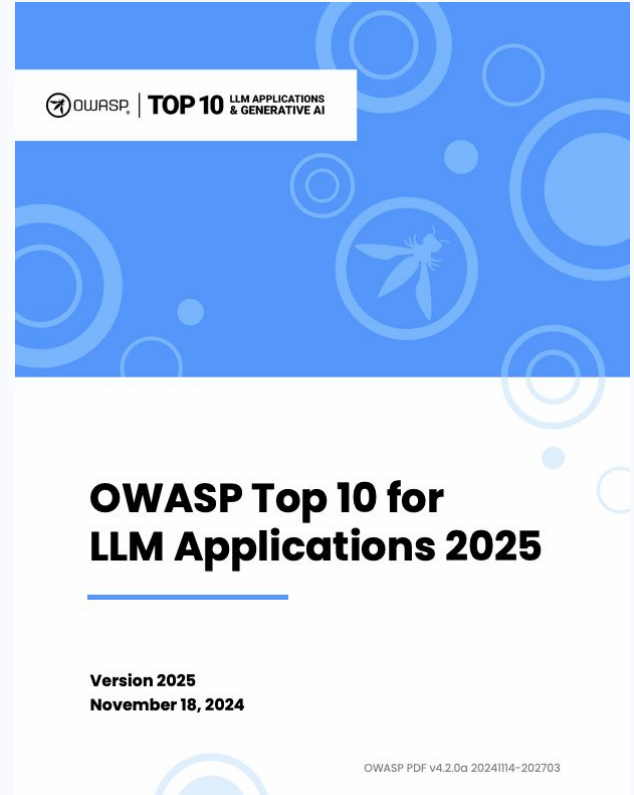 OWASP | TOP 10 LLM APPLICATIONS
& GENERATIVE AI
OWASP Top 10 for
LLM Applications 2025
Version 2025
November 18, 2024
OWASP PDF v4.2.0a 20241114-202703